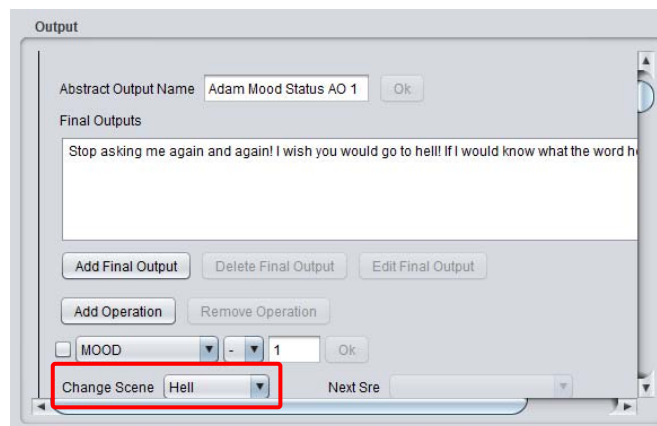 Output
Abstract Output Name Adam Mood Status AO 1 Ok
Final Outputs
Stop asking me again and again! I wish you would go to hell! If I would know what the word h
Add Final Output Delete Final Output Edit Final Output
Add Operation Remove Operation
MOOD - 1 Ok
Change Scene Hell Next Sre